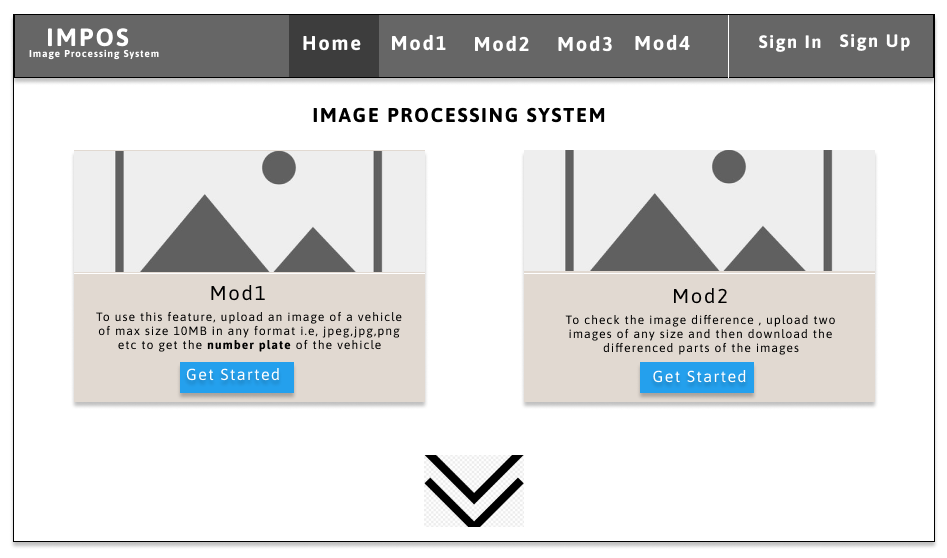 IMPOS
Image Processing System
Home Mod1 Mod2 Mod3 Mod4 Sign In Sign Up
IMAGE PROCESSING SYSTEM
Mod1
To use this feature, upload an image of a vehicle
of max size 10MB in any format i.e, jpeg,jpg,png
etc to get the number plate of the vehicle
Get Started
Mod2
To check the image difference , upload two
images of any size and then download the
differenced parts of the images
Get Started